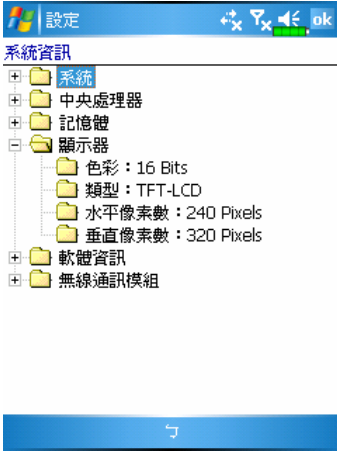 設定 ok
系統資訊
系統
中央處理器
記憶體
顯示器
色彩：16 Bits
類型：TFT-LCD
水平像素數：240 Pixels
垂直像素數：320 Pixels
軟體資訊
無線通訊模組